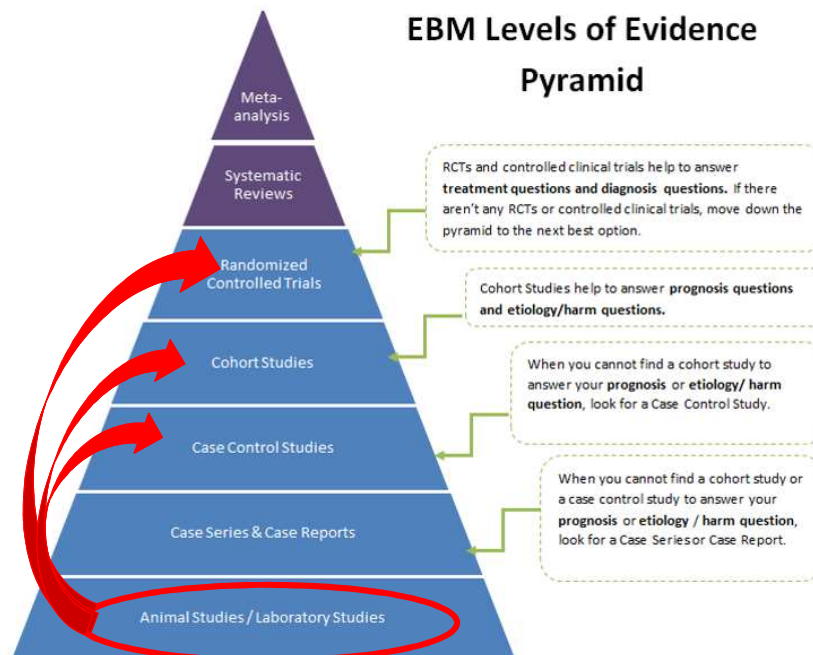 EBM Levels of Evidence
Pyramid
Meta-
analysis
Systematic
Reviews
RCTs and controlled clinical trials help to answer
treatment questions and diagnosis questions. If there
aren't any RCTs or controlled clinical trials, move down the
pyramid to the next best option.
Randomized
Controlled Trials
Cohort Studies help to answer prognosis questions
and etiology/harm questions.
Cohort Studies
When you cannot find a cohort study to
answer your prognosis or etiology/ harm
question, look for a Case Control Study.
Case Control Studies
When you cannot find a cohort study or
a case control study to answer your
prognosis or etiology / harm question,
look for a Case Series or Case Report.
Case Series & Case Reports
Animal Studies / Laboratory Studies